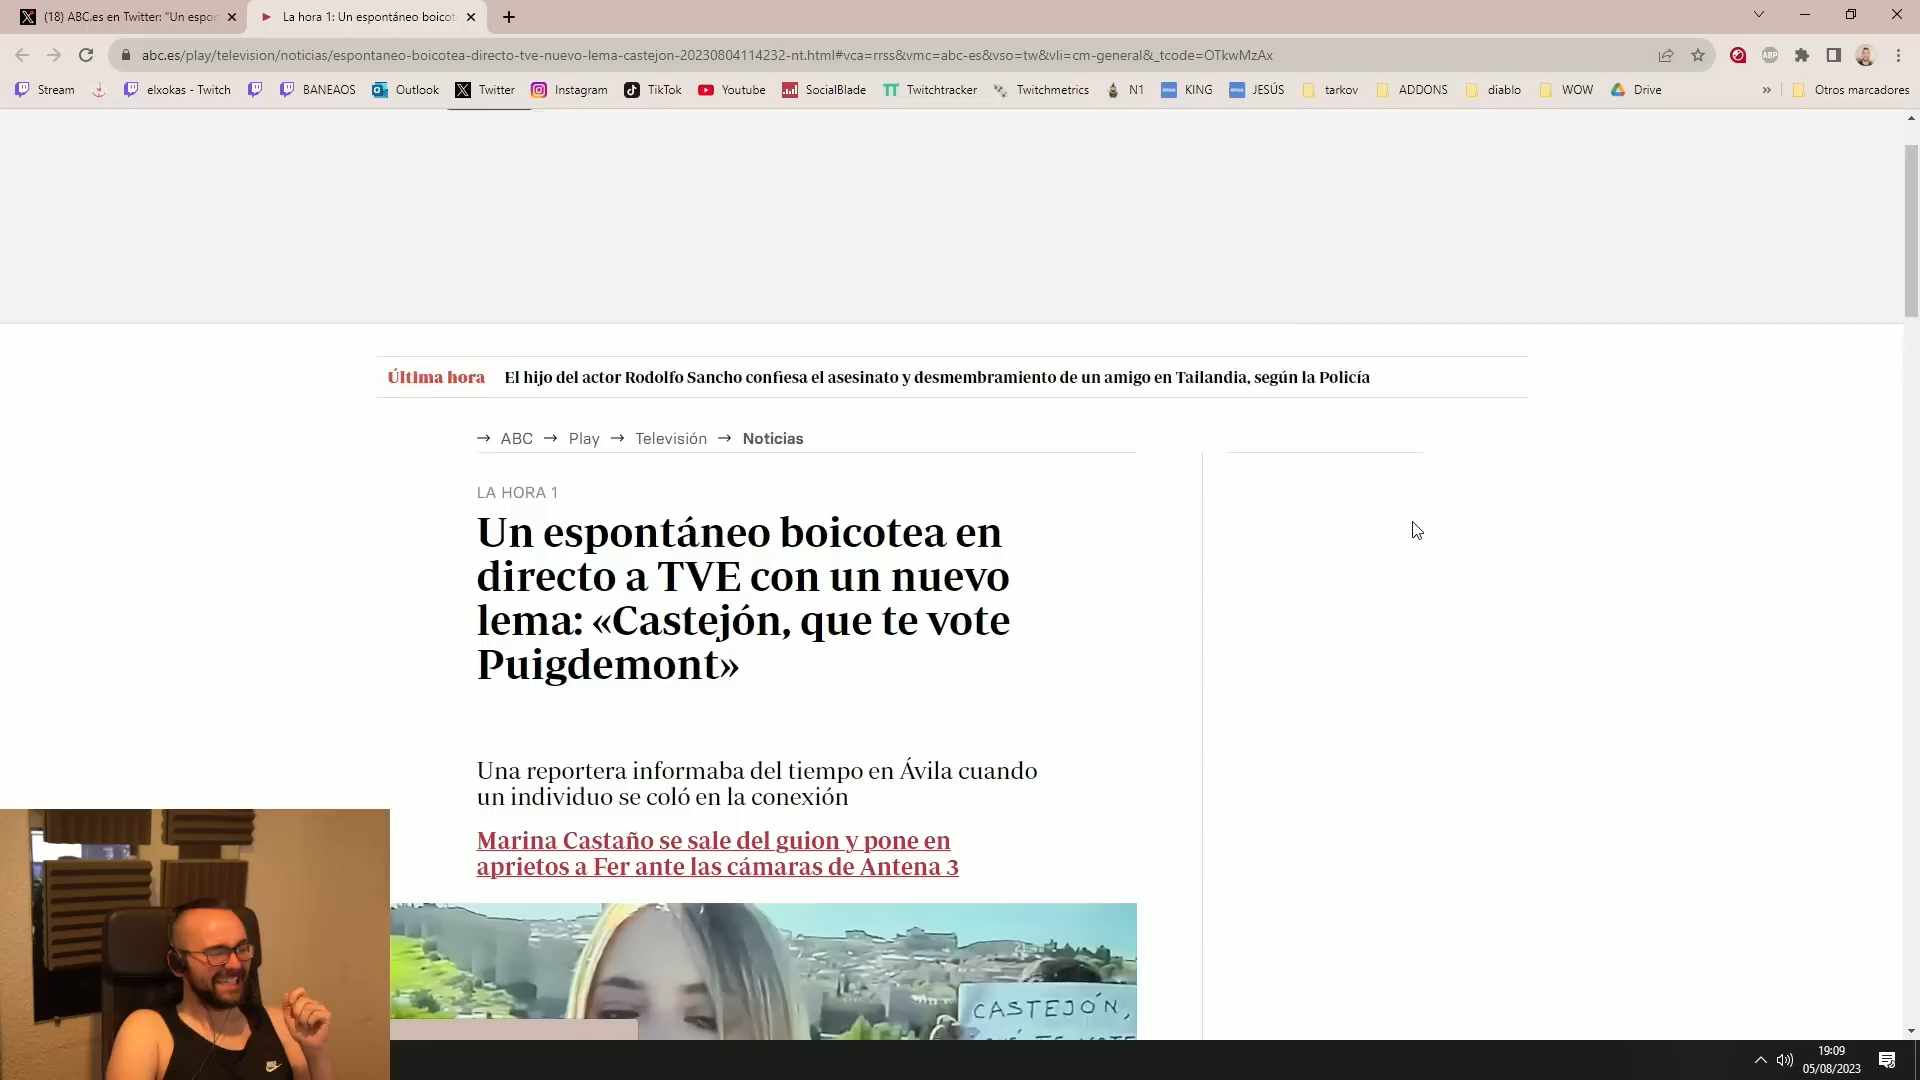 (18) ABC.es en Twitter: "Un espon
La hora 1: Un espontáneo boicot
abc.es/play/television/noticias/espontaneo-boicotea-directo-tve-nuevo-lema-castejon-20230804114232-nt.html#vca=rrss&vmc=abc-es&vso=tw&vli=cm-general&_tcode=OTkwMzAx
ABP
Stream elxokas - Twitch BANEAOS Outlook Twitter Instagram TikTok Youtube SocialBlade Twitchtracker Twitchmetrics N1 KING JESÚS tarkov ADDONS diablo WOW Drive » Otros marcadores
Última hora El hijo del actor Rodolfo Sancho confiesa el asesinato y desmembramiento de un amigo en Tailandia, según la Policía
→ ABC → Play → Televisión → Noticias
LA HORA 1
Un espontáneo boicotea en
directo a TVE con un nuevo
lema: «Castejón, que te vote
Puigdemont»
Una reportera informaba del tiempo en Ávila cuando
un individuo se coló en la conexión
Marina Castaño se sale del guion y pone en
aprietos a Fer ante las cámaras de Antena 3
CASTEJÓN,
TE VOTE
19:09
05/08/2023